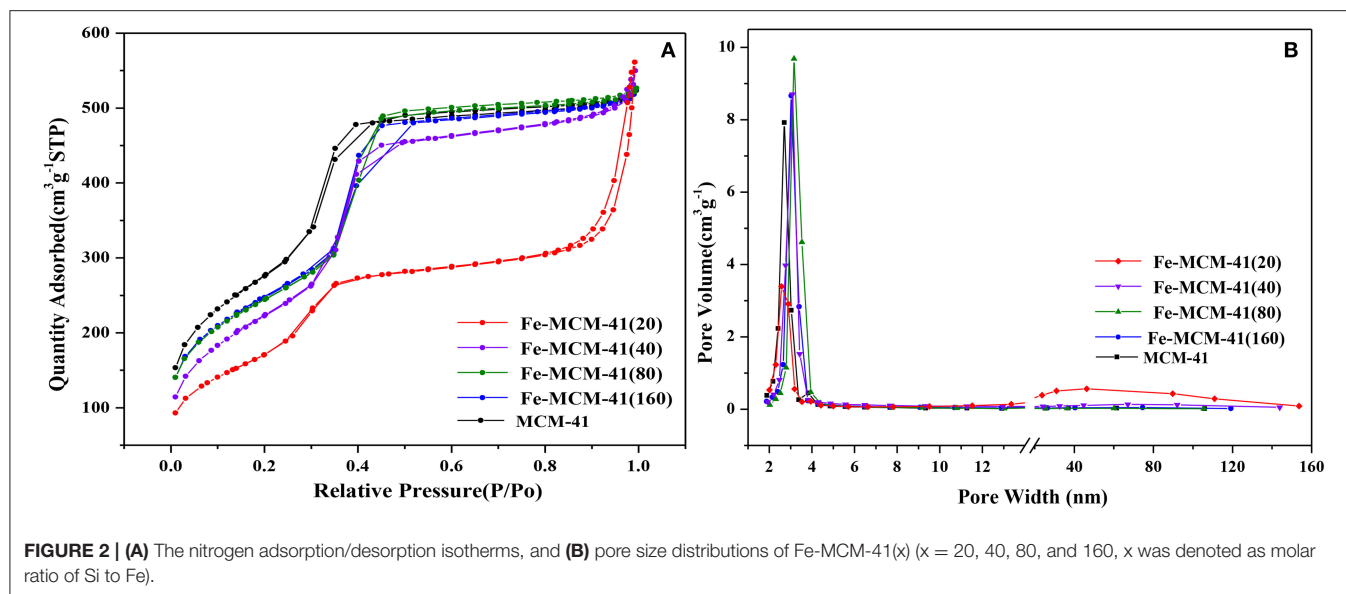 600
500
400
300
200
100
Quantity Adsorbed(cm³g⁻¹STP)
A
Fe-MCM-41(20)
Fe-MCM-41(40)
Fe-MCM-41(80)
Fe-MCM-41(160)
MCM-41
0.0 0.2 0.4 0.6 0.8 1.0
Relative Pressure(P/Po)
10
8
6
4
2
0
Pore Volume(cm³g⁻¹)
B
Fe-MCM-41(20)
Fe-MCM-41(40)
Fe-MCM-41(80)
Fe-MCM-41(160)
MCM-41
2 4 6 8 10 12 40 80 120 160
Pore Width (nm)
FIGURE 2 | (A) The nitrogen adsorption/desorption isotherms, and (B) pore size distributions of Fe-MCM-41(x) (x = 20, 40, 80, and 160, x was denoted as molar
ratio of Si to Fe).